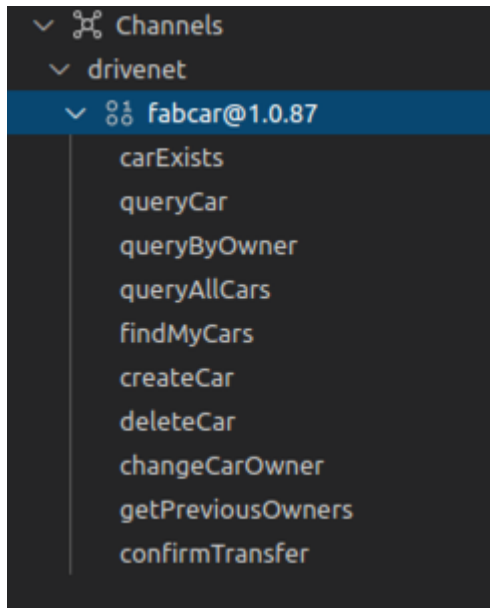 Channels
drivenet
fabcar@1.0.87
carExists
queryCar
queryByOwner
queryAllCars
findMyCars
createCar
deleteCar
changeCarOwner
getPreviousOwners
confirmTransfer